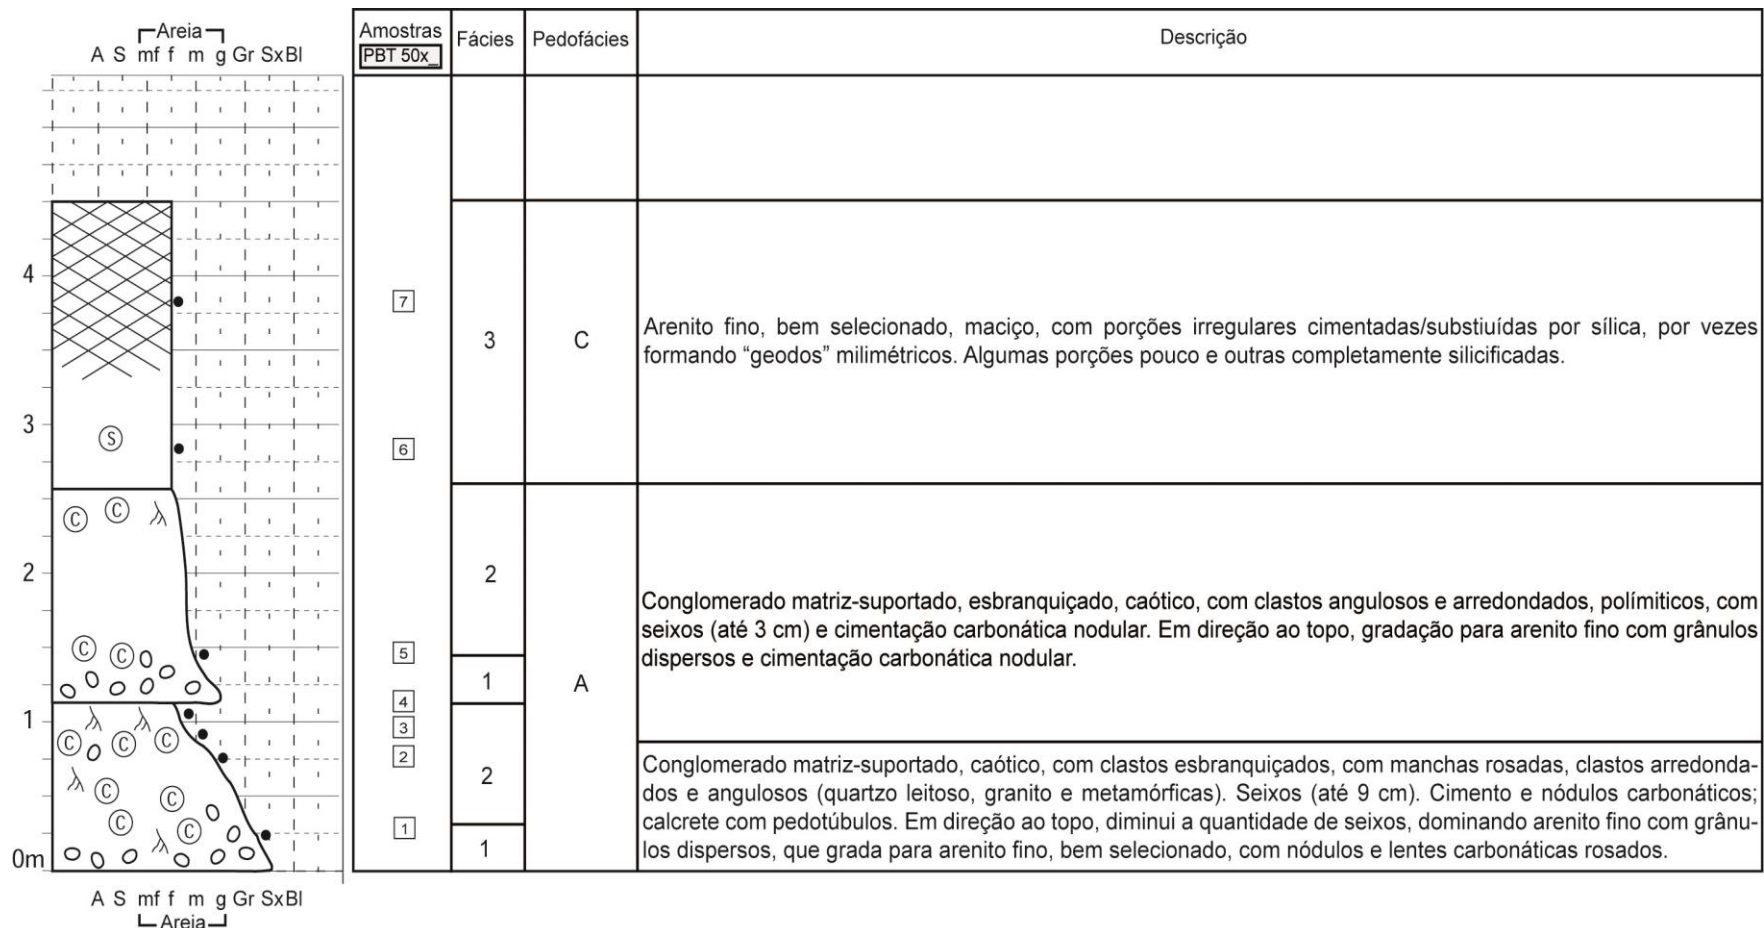 Areia
A S mf f m g Gr Sx Bl
Amostras
PBT 50x_
Fácies
Pedofácies
Descrição
4
3
2
1
0m
S
C C
C C
C C C
C C
C C
7
6
5
4
3
2
1
3
C
Arenito fino, bem selecionado, maciço, com porções irregulares cimentadas/substiuídas por sílica, por vezes
formando “geodos” milimétricos. Algumas porções pouco e outras completamente silicificadas.
2
1
A
Conglomerado matriz-suportado, esbranquiçado, caótico, com clastos angulosos e arredondados, polímiticos, com
seixos (até 3 cm) e cimentação carbonática nodular. Em direção ao topo, gradação para arenito fino com grânulos
dispersos e cimentação carbonática nodular.
2
1
Conglomerado matriz-suportado, caótico, com clastos esbranquiçados, com manchas rosadas, clastos arredonda-
dos e angulosos (quartzo leitoso, granito e metamórficas). Seixos (até 9 cm). Cimento e nódulos carbonáticos;
calcrete com pedotúbulos. Em direção ao topo, diminui a quantidade de seixos, dominando arenito fino com grânu-
los dispersos, que grada para arenito fino, bem selecionado, com nódulos e lentes carbonáticas rosados.
A S mf f m g Gr Sx Bl
Areia